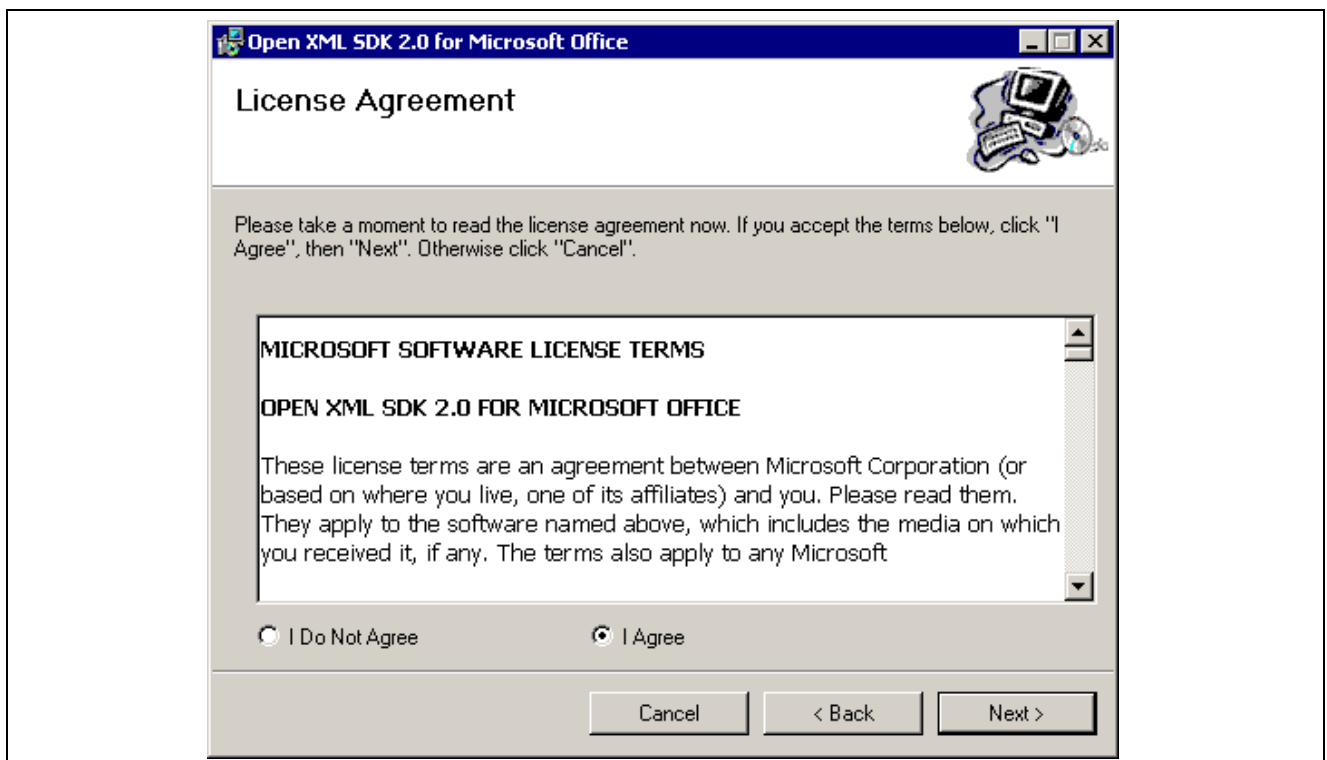 Open XML SDK 2.0 for Microsoft Office
License Agreement
Please take a moment to read the license agreement now. If you accept the terms below, click "I
Agree", then "Next". Otherwise click "Cancel".
MICROSOFT SOFTWARE LICENSE TERMS
OPEN XML SDK 2.0 FOR MICROSOFT OFFICE
These license terms are an agreement between Microsoft Corporation (or
based on where you live, one of its affiliates) and you. Please read them.
They apply to the software named above, which includes the media on which
you received it, if any. The terms also apply to any Microsoft
I Do Not Agree
I Agree
Cancel
< Back
Next >